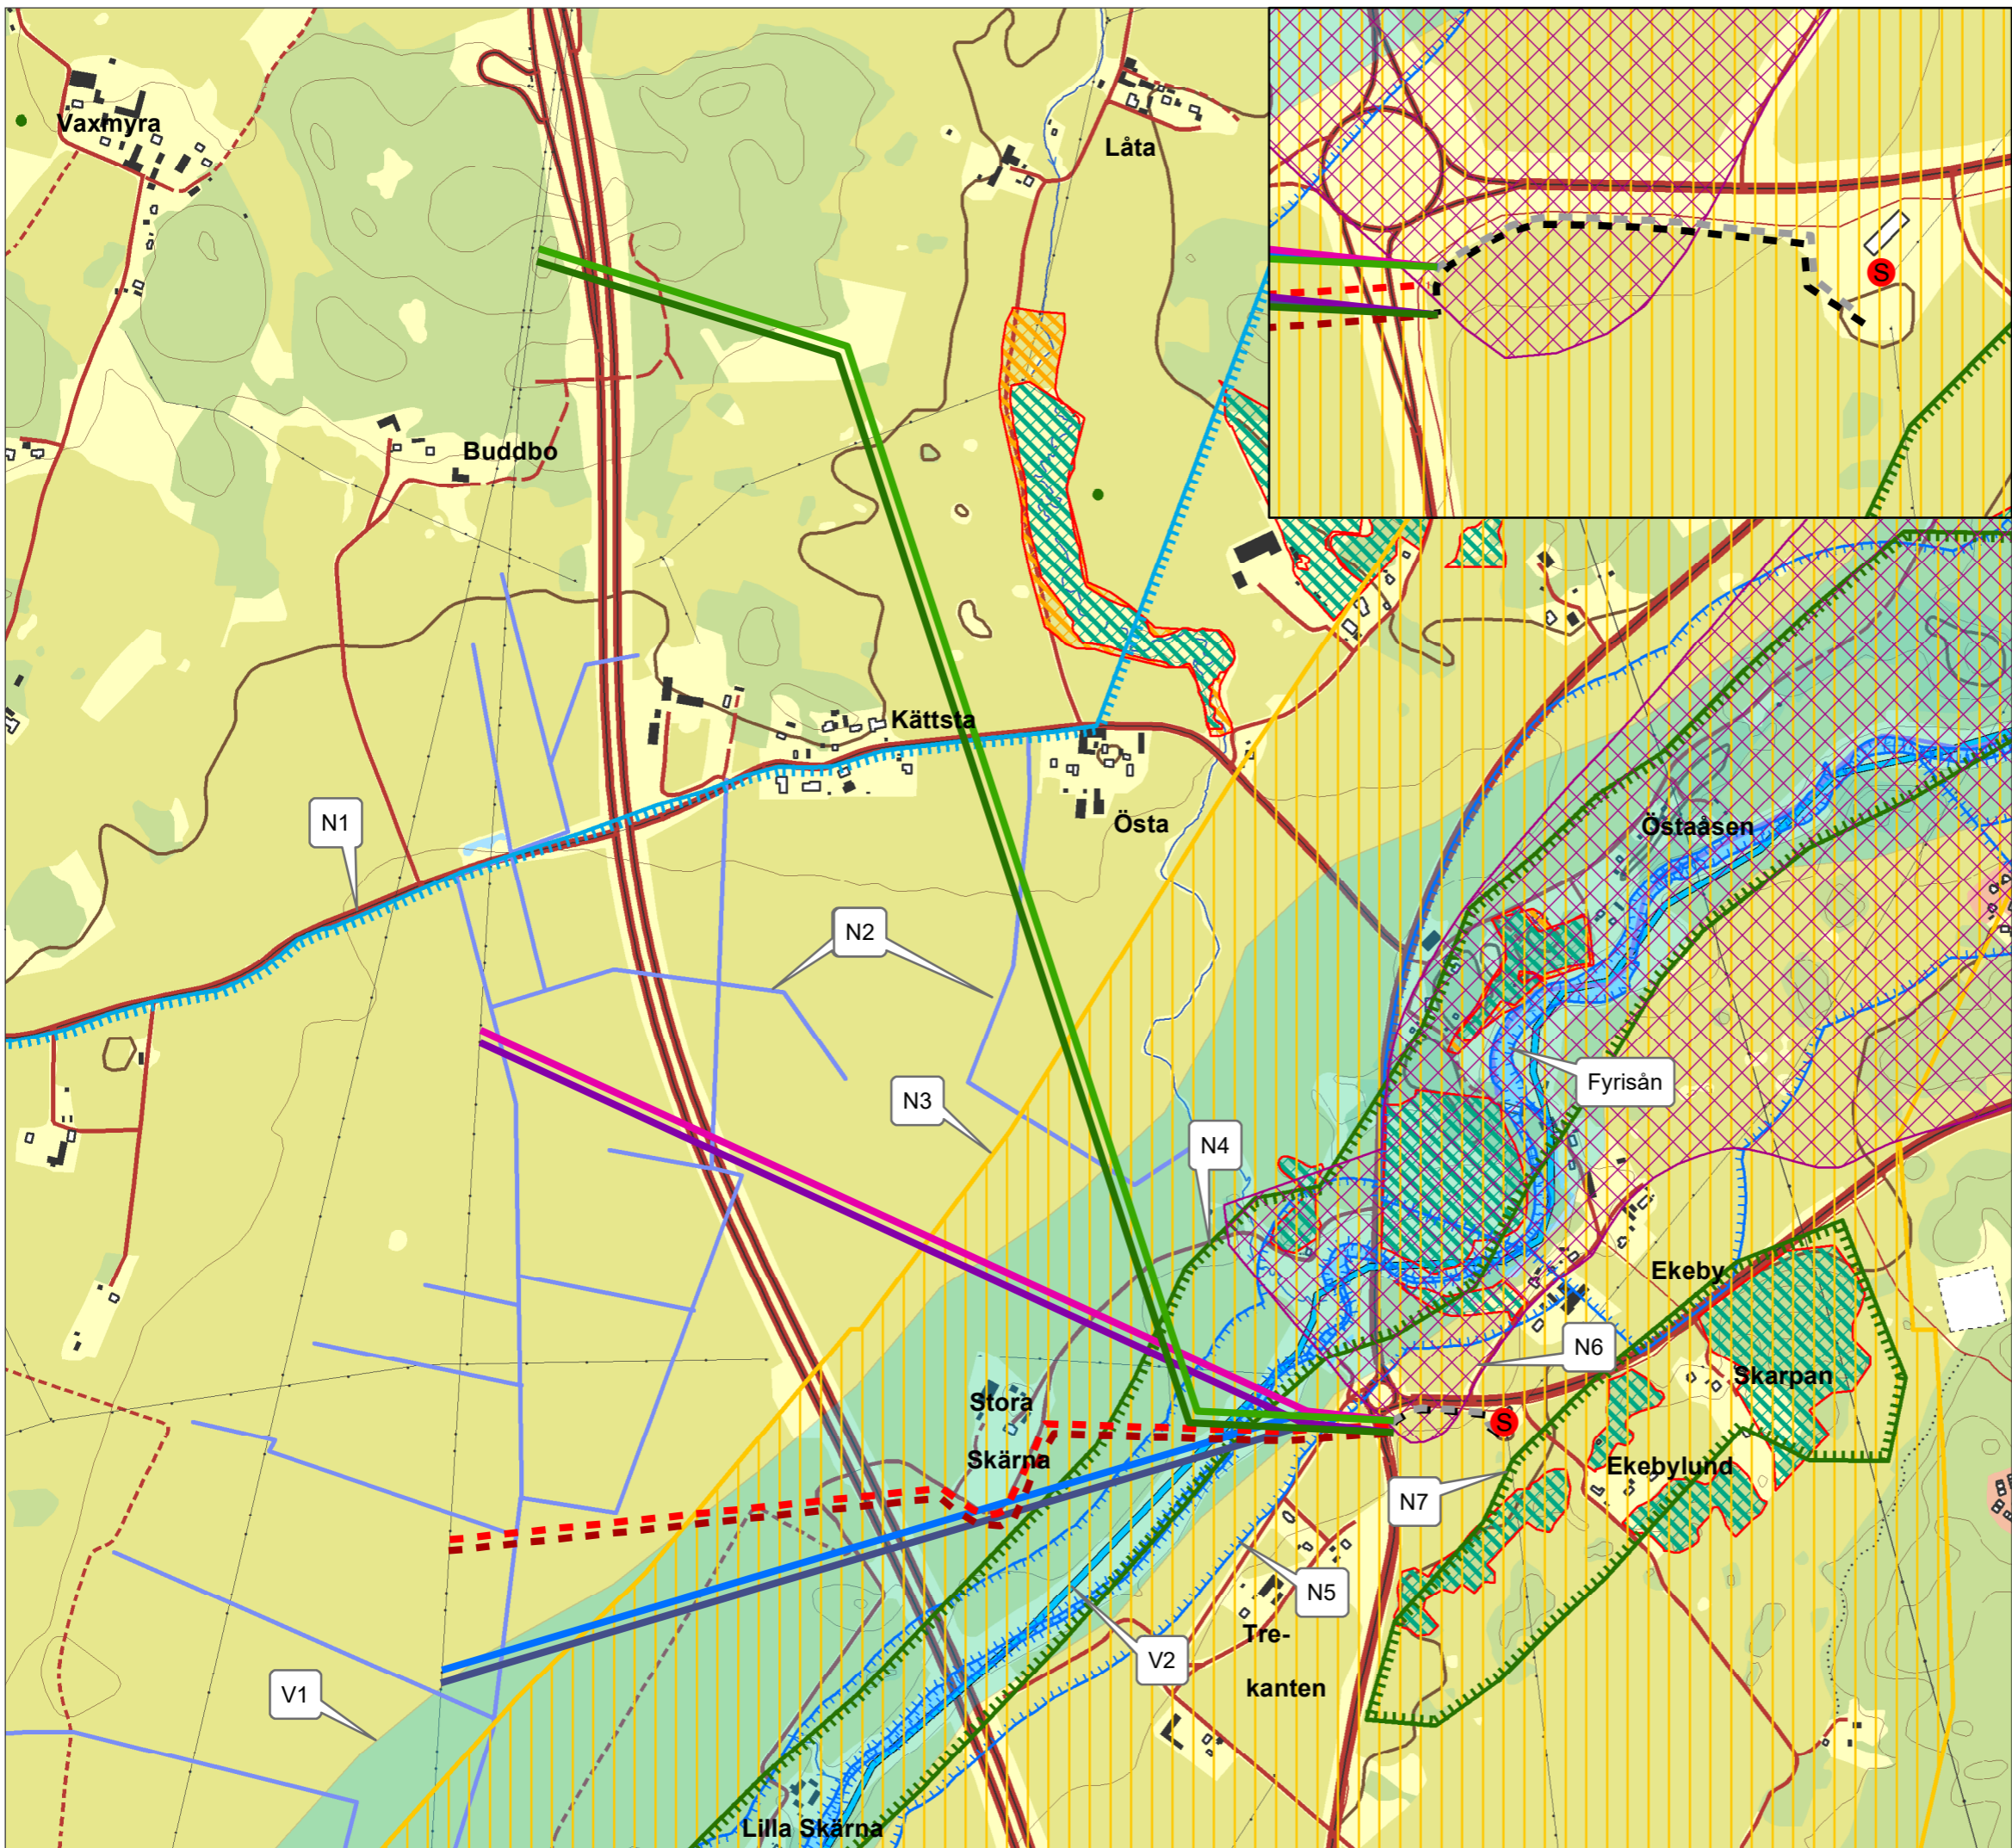 Vaxmyra
Låta
S
Buddbo
Kättsta
Östa
N1
Östaåsen
N2
Fyrisån
N3
N4
Ekeby
N6
Skarpan
Stora
Skärna
S
Ekebylund
N7
N5
Tre-
kanten
V2
V1
Lilla Skärna